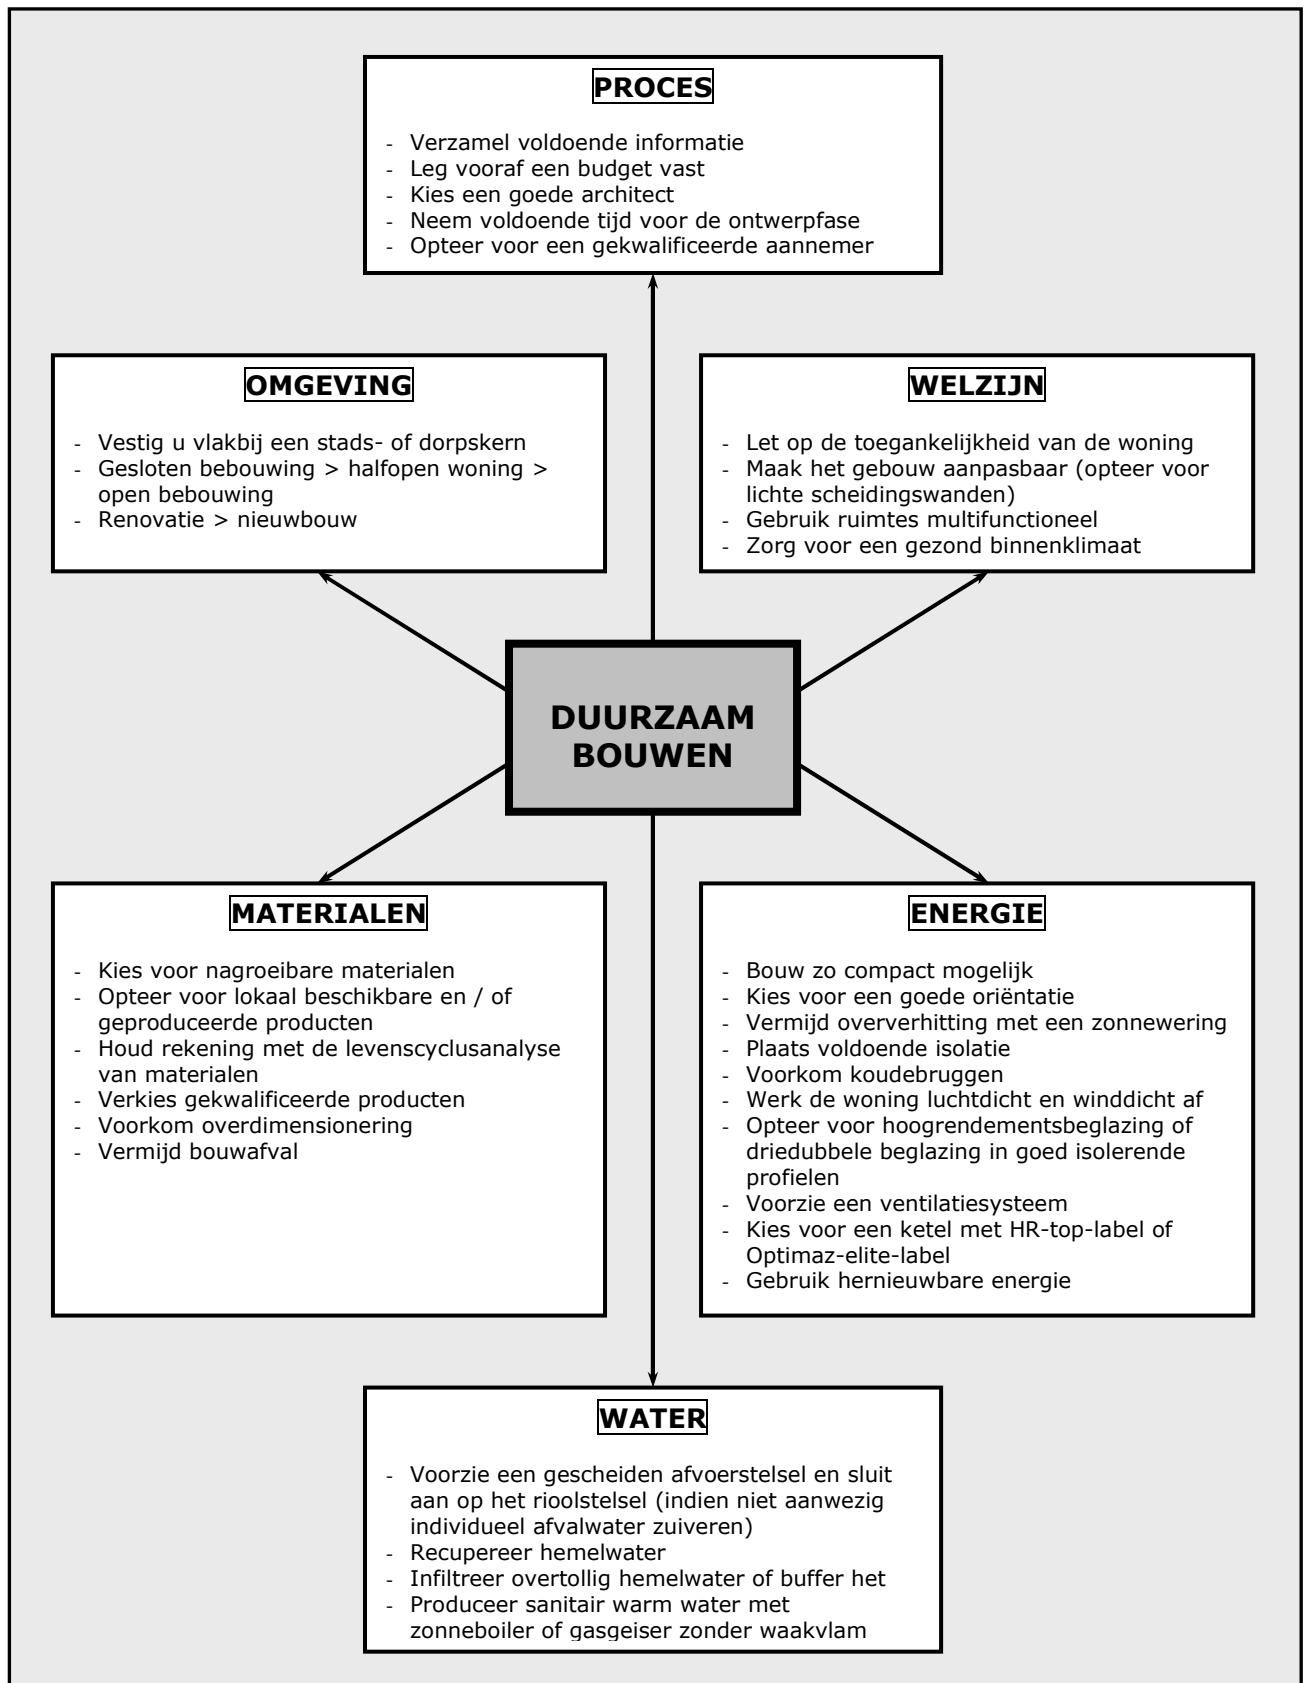 PROCES
- Verzamel voldoende informatie
- Leg vooraf een budget vast
- Kies een goede architect
- Neem voldoende tijd voor de ontwerpfase
- Opteer voor een gekwalificeerde aannemer
OMGEVING
- Vestig u vlakbij een stads- of dorpskern
- Gesloten bebouwing > halfopen woning >
open bebouwing
- Renovatie > nieuwbouw
WELZIJN
- Let op de toegankelijkheid van de woning
- Maak het gebouw aanpasbaar (opteer voor
lichte scheidingswanden)
- Gebruik ruimtes multifunctioneel
- Zorg voor een gezond binnenklimaat
DUURZAAM
BOUWEN
MATERIALEN
- Kies voor nagroeibare materialen
- Opteer voor lokaal beschikbare en / of
geproduceerde producten
- Houd rekening met de levenscyclusanalyse
van materialen
- Verkies gekwalificeerde producten
- Voorkom overdimensionering
- Vermijd bouwafval
ENERGIE
- Bouw zo compact mogelijk
- Kies voor een goede oriëntatie
- Vermijd oververhitting met een zonnewering
- Plaats voldoende isolatie
- Voorkom koudebruggen
- Werk de woning luchtdicht en winddicht af
- Opteer voor hoogrendementsbeglazing of
driedubbele beglazing in goed isolerende
profielen
- Voorzie een ventilatiesysteem
- Kies voor een ketel met HR-top-label of
Optimaz-elite-label
- Gebruik hernieuwbare energie
WATER
- Voorzie een gescheiden afvoerstelsel en sluit
aan op het rioolstelsel (indien niet aanwezig
individueel afvalwater zuiveren)
- Recupereer hemelwater
- Infiltreer overtollig hemelwater of buffer het
- Produceer sanitair warm water met
zonneboiler of gasgeiser zonder waakvlam